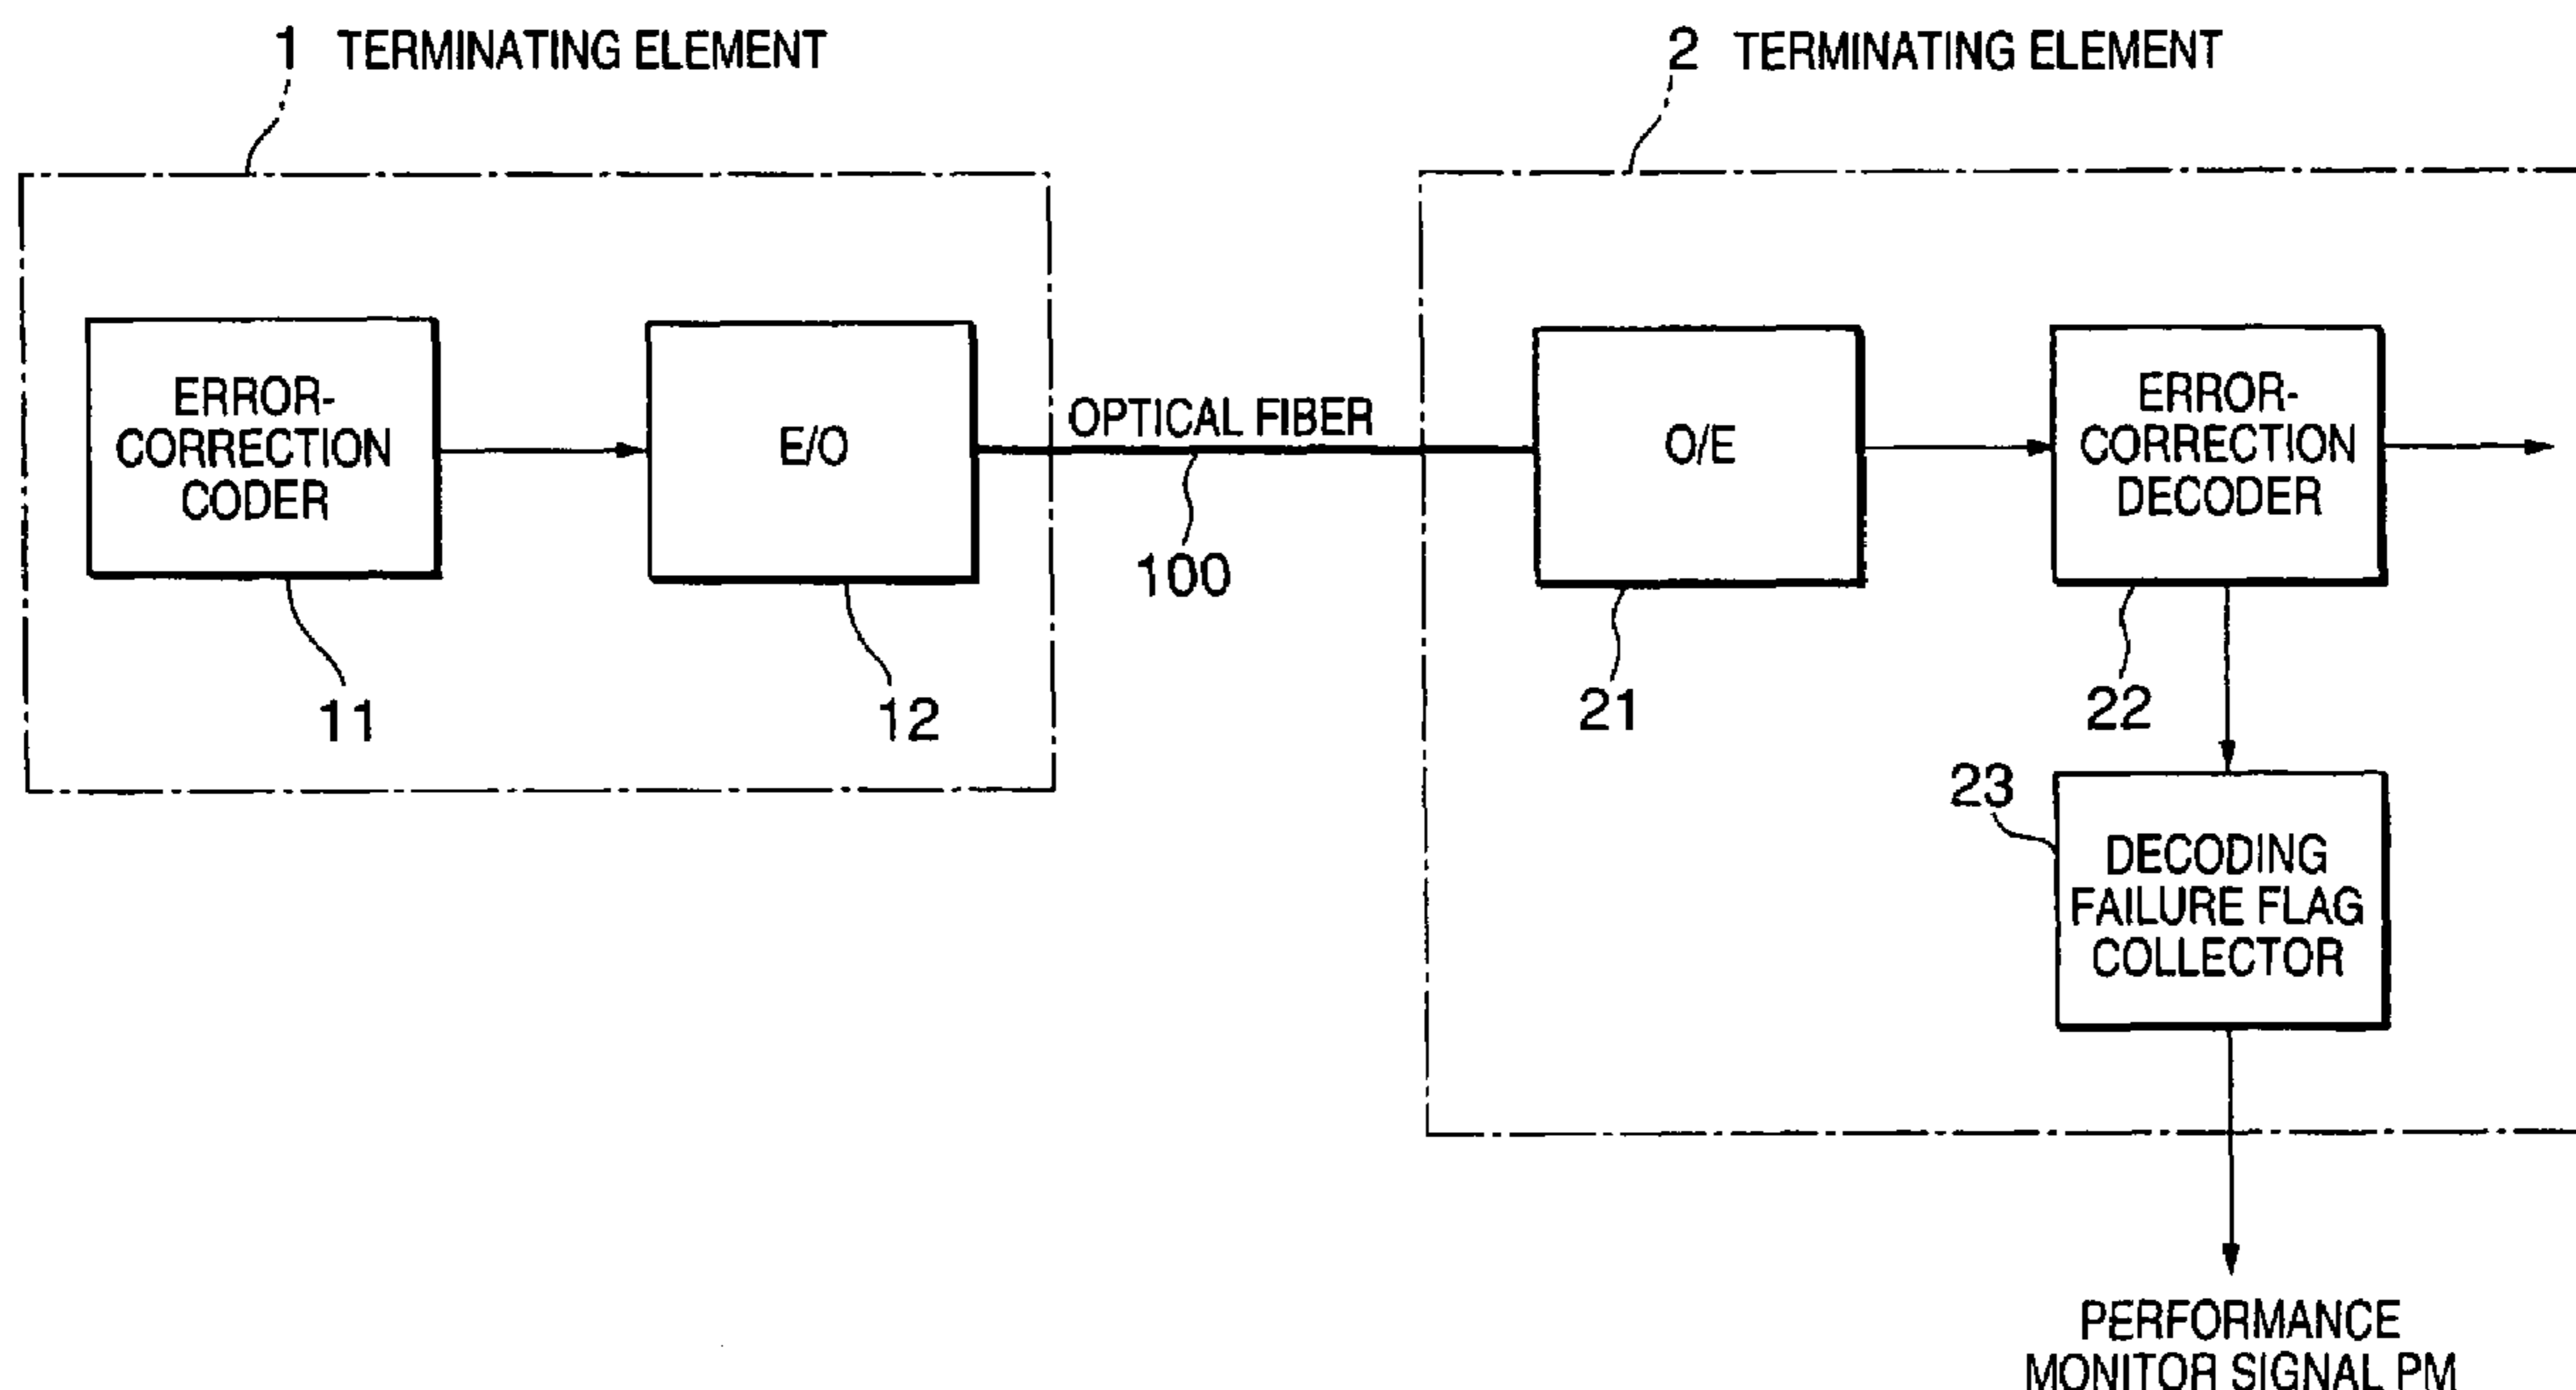 1 TERMINATING ELEMENT
2 TERMINATING ELEMENT
ERROR-
CORRECTION
CODER
E/O
OPTICAL FIBER
O/E
ERROR-
CORRECTION
DECODER
100
11
12
21
22
23
DECODING
FAILURE FLAG
COLLECTOR
PERFORMANCE
MONITOR SIGNAL PM